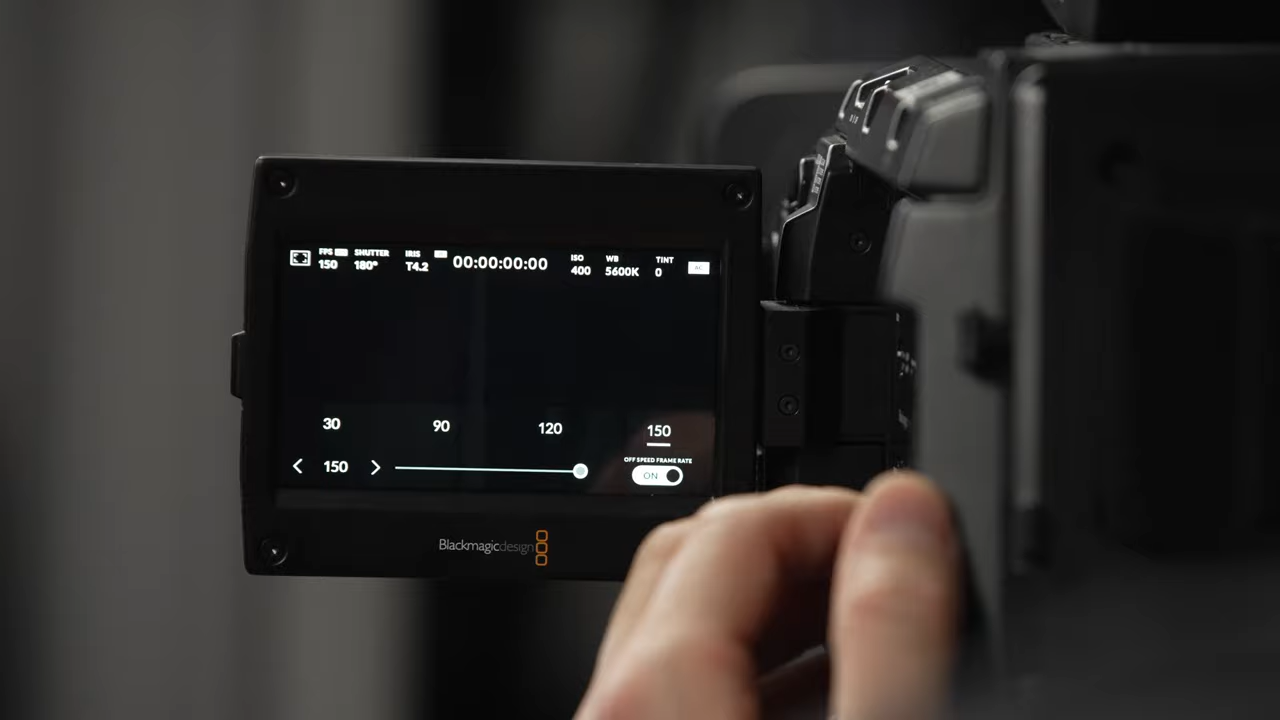 FPS SHUTTER IRIS 00:00:00:00 ISO WB TINT
150 180° T4.2 400 5600K 0
30 90 120 150
OFF SPEED FRAME RATE
150 ON
Blackmagicdesign